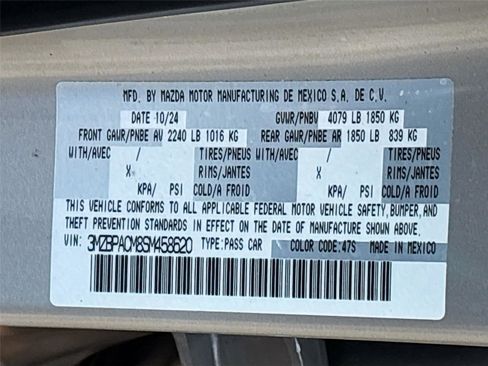 MFD. BY MAZDA MOTOR MANUFACTURING DE MEXICO S.A. DE C.V.
DATE 10/24 GVWR/PNBV 4079 LB 1850 KG
FRONT GAWR/PNBE AV 2240 LB 1016 KG REAR GAWR/PNBE AR 1850 LB 839 KG
WITH/AVEC / TIRES/PNEUS WITH/AVEC / TIRES/PNEUS
X RIMS/JANTES X RIMS/JANTES
KPA/ PSI COLD/A FROID KPA/ PSI COLD/A FROID
THIS VEHICLE CONFORMS TO ALL APPLICABLE FEDERAL MOTOR VEHICLE SAFETY, BUMPER, AND
THEFT PREVENTION STANDARDS IN EFFECT ON THE DATE OF MANUFACTURE SHOWN ABOVE.
VIN: 3MZBPACM8SM458620 TYPE: PASS CAR COLOR CODE: 47S MADE IN MEXICO